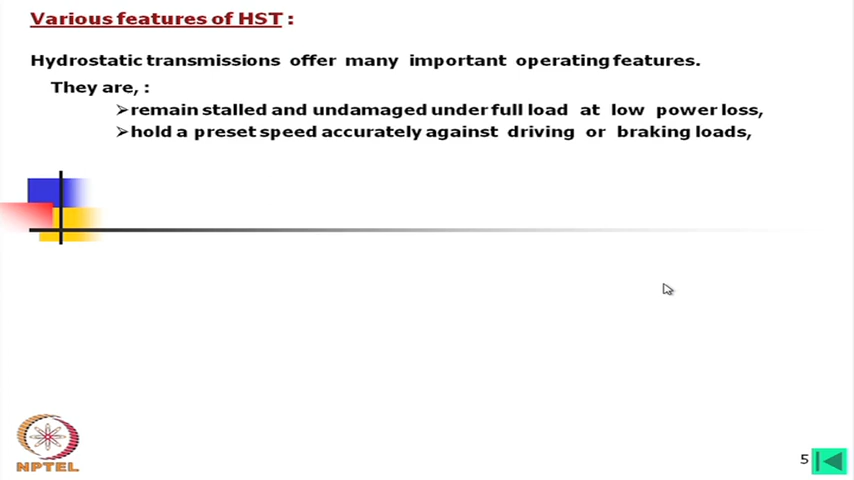 Various features of HST :
Hydrostatic transmissions offer many important operating features.
They are, :
➢remain stalled and undamaged under full load at low power loss,
➢hold a preset speed accurately against driving or braking loads,
NPTEL
5